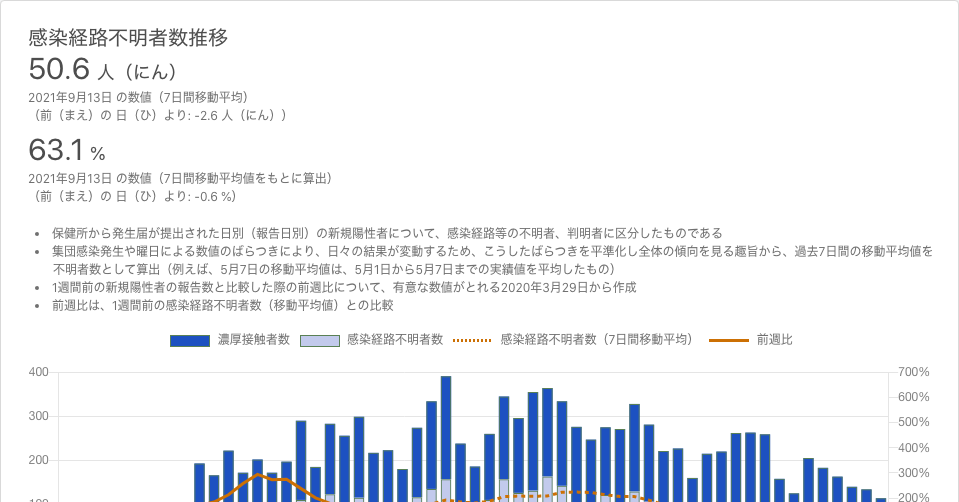 感染経路不明者数推移
50.6 人（にん）
2021年9月13日 の数値（7日間移動平均）
（前（まえ）の 日（ひ）より: -2.6 人（にん））
63.1 %
2021年9月13日 の数値（7日間移動平均値をもとに算出）
（前（まえ）の 日（ひ）より: -0.6 %）
• 保健所から発生届が提出された日別（報告日別）の新規陽性者について、感染経路等の不明者、判明者に区分したものである
• 集団感染発生や曜日による数値のばらつきにより、日々の結果が変動するため、こうしたばらつきを平準化し全体の傾向を見る趣旨から、過去7日間の移動平均値を
不明者数として算出（例えば、5月7日の移動平均値は、5月1日から5月7日までの実績値を平均したもの）
• 1週間前の新規陽性者の報告数と比較した際の前週比について、有意な数値がとれる2020年3月29日から作成
• 前週比は、1週間前の感染経路不明者数（移動平均値）との比較
濃厚接触者数 感染経路不明者数 感染経路不明者数（7日間移動平均） 前週比
400 700%
600%
300 500%
400%
200 300%
100 200%